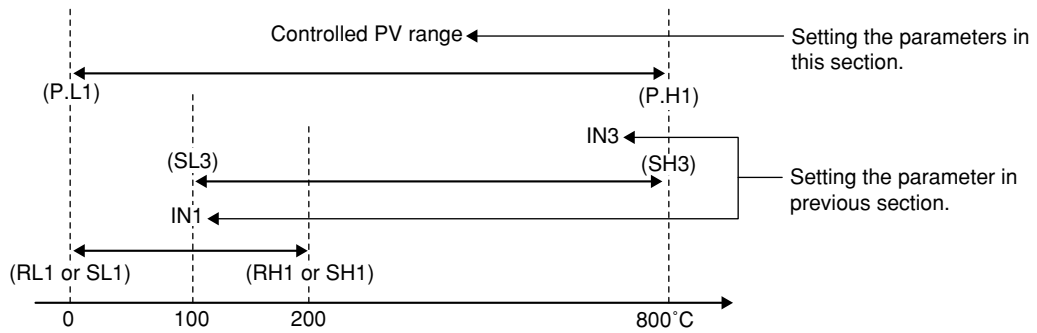 Controlled PV range
Setting the parameters in
this section.
(P.L1)
(P.H1)
IN3
(SL3)
(SH3)
Setting the parameter in
previous section.
IN1
(RL1 or SL1)
(RH1 or SH1)
0
100
200
800˚C